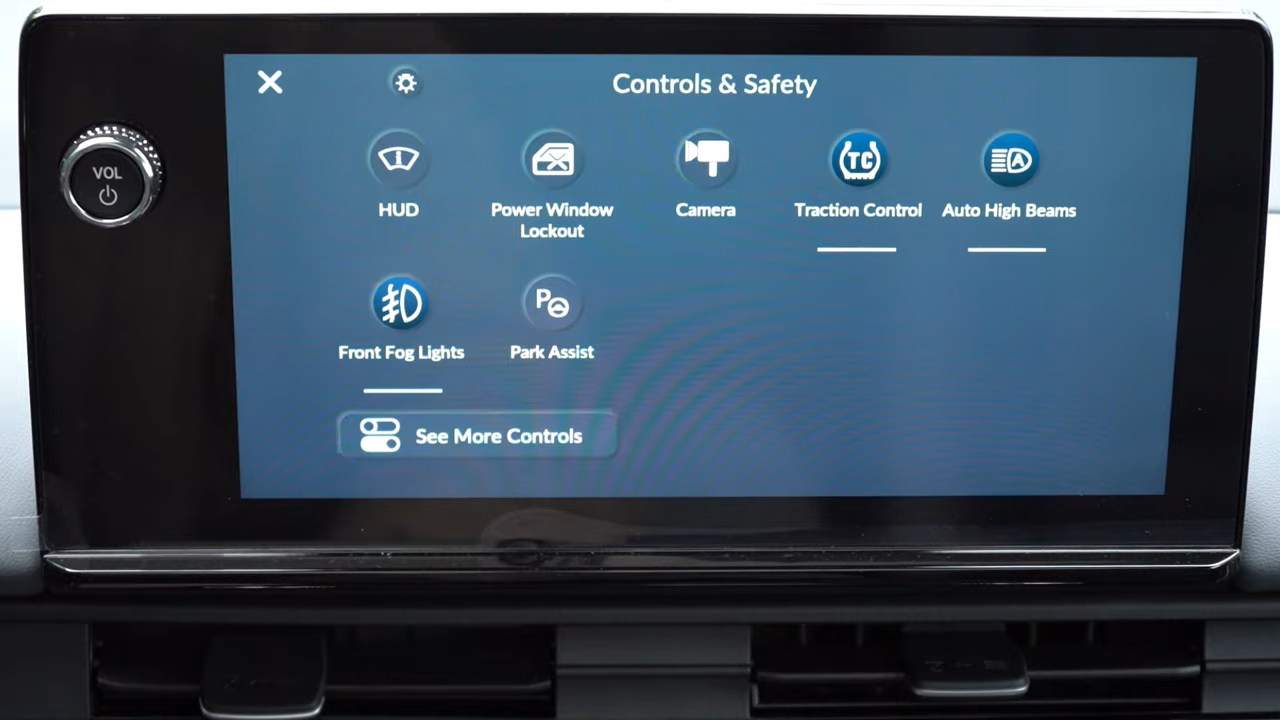 Controls & Safety
VOL
TC
A
HUD
Power Window
Lockout
Camera
Traction Control
Auto High Beams
P
Front Fog Lights
Park Assist
See More Controls